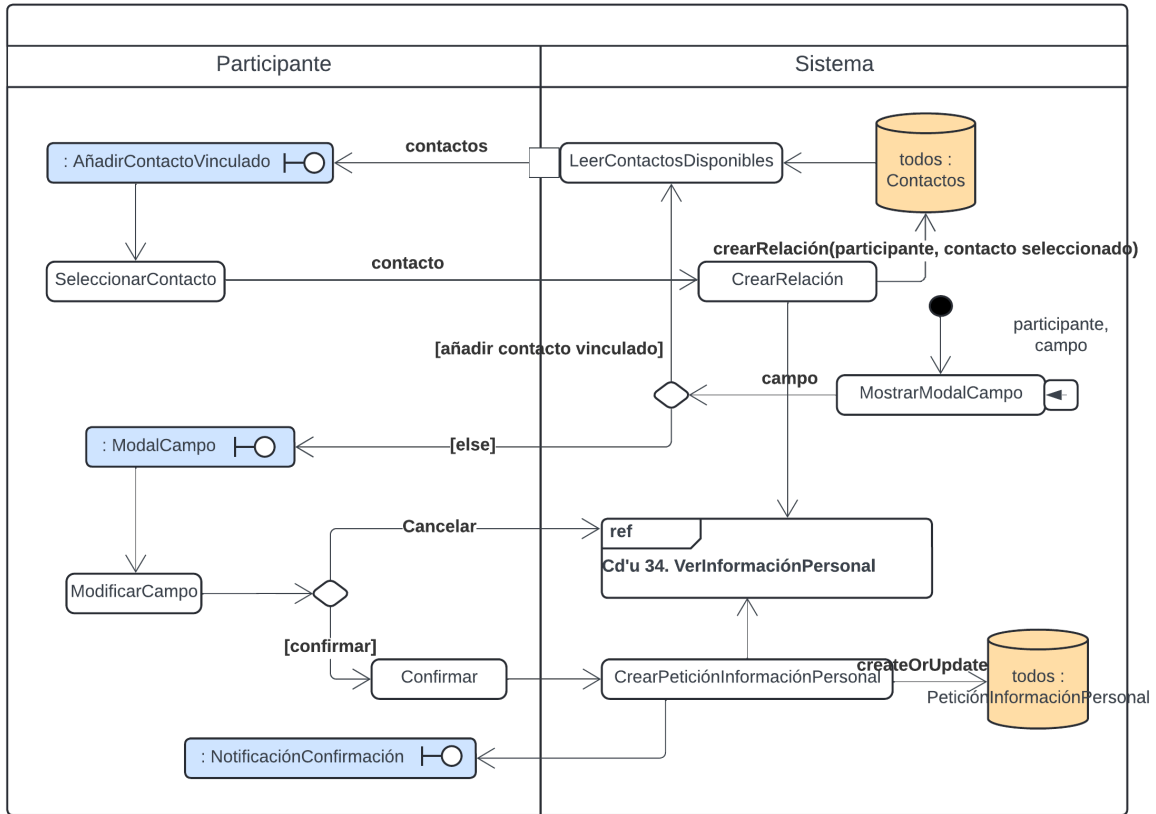 Participante
Sistema
: AñadirContactoVinculado
contactos
LeerContactosDisponibles
todos :
Contactos
crearRelación(participante, contacto seleccionado)
SeleccionarContacto
contacto
CrearRelación
participante,
campo
[añadir contacto vinculado]
campo
MostrarModalCampo
: ModalCampo
[else]
Cancelar
ref
Cd'u 34. VerInformaciónPersonal
ModificarCampo
[confirmar]
Confirmar
CrearPeticiónInformaciónPersonal
createOrUpdate
todos :
PeticiónInformaciónPersonal
: NotificaciónConfirmación